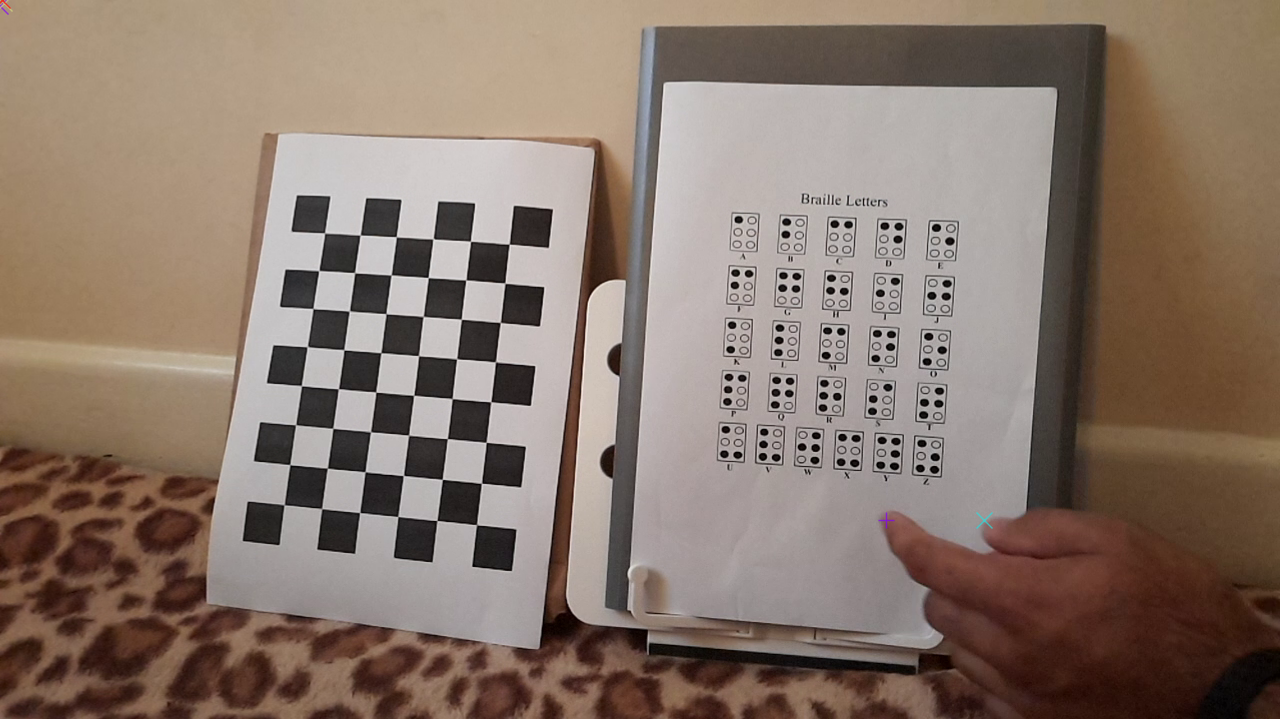 Braille Letters
A B C D E
F G H I J
K L M N O
P Q R S T
U V W X Y Z